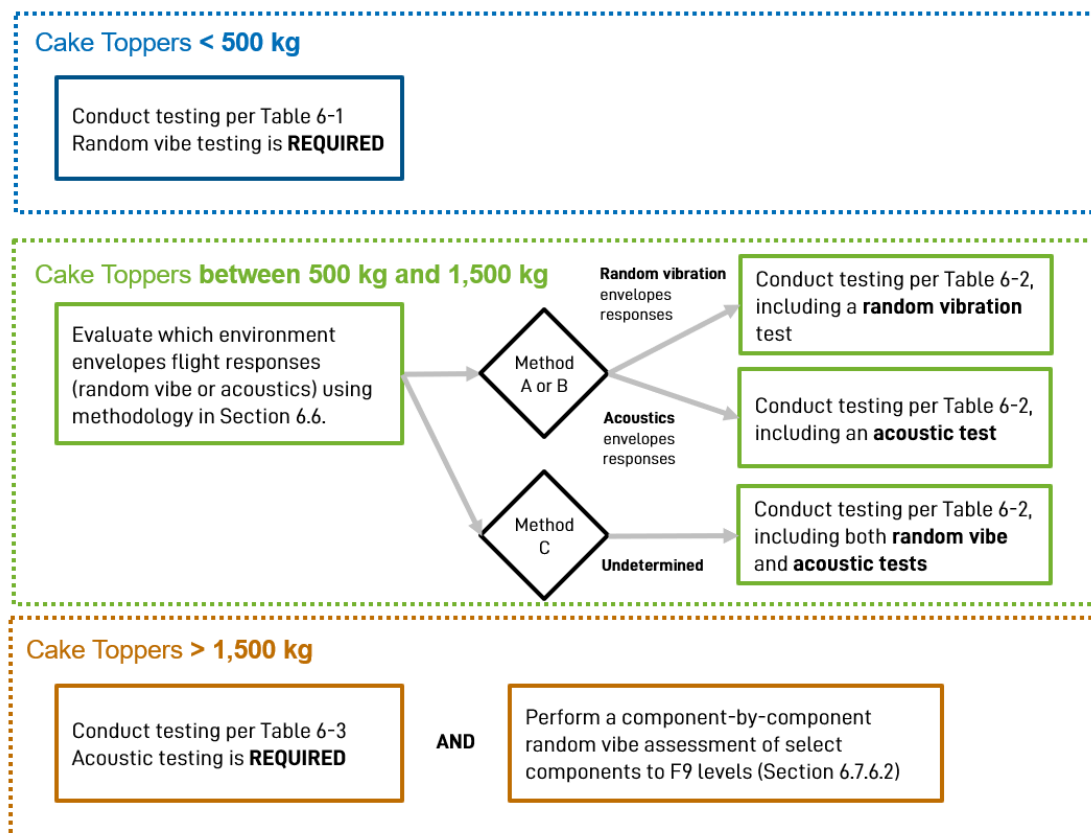 Cake Toppers < 500 kg
Conduct testing per Table 6-1
Random vibe testing is REQUIRED
Cake Toppers between 500 kg and 1,500 kg
Evaluate which environment
envelopes flight responses
(random vibe or acoustics) using
methodology in Section 6.6.
Method
A or B
Random vibration
envelopes
responses
Conduct testing per Table 6-2,
including a random vibration
test
Acoustics
envelopes
responses
Conduct testing per Table 6-2,
including an acoustic test
Method
C
Undetermined
Conduct testing per Table 6-2,
including both random vibe
and acoustic tests
Cake Toppers > 1,500 kg
Conduct testing per Table 6-3
Acoustic testing is REQUIRED
AND
Perform a component-by-component
random vibe assessment of select
components to F9 levels (Section 6.7.6.2)